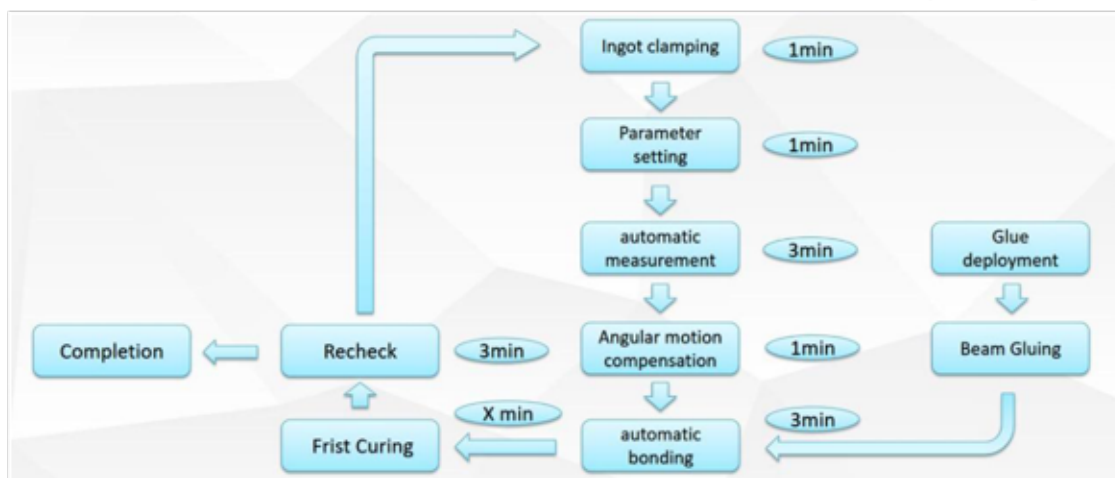 Ingot clamping
1min
Parameter
setting
1min
automatic
measurement
3min
Glue
deployment
Completion
Recheck
3min
Angular motion
compensation
1min
Beam Gluing
Frist Curing
X min
automatic
bonding
3min